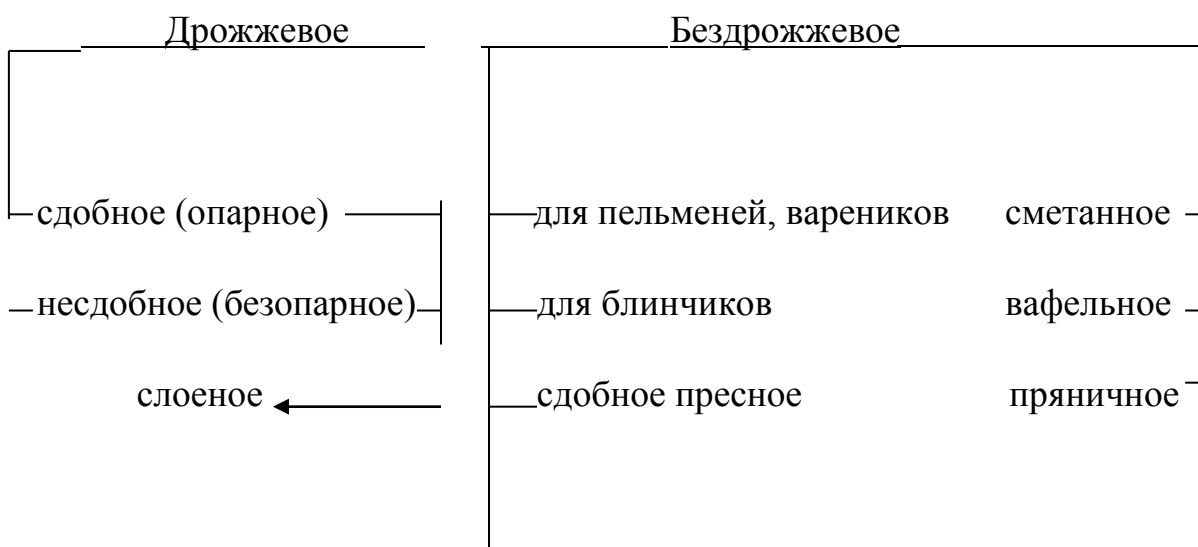 Дрожжевое Бездрожжевое
сдобное (опарное) для пельменей, вареников сметанное
несдобное (безопарное) для блинчиков вафельное
слоеное сдобное пресное пряничное